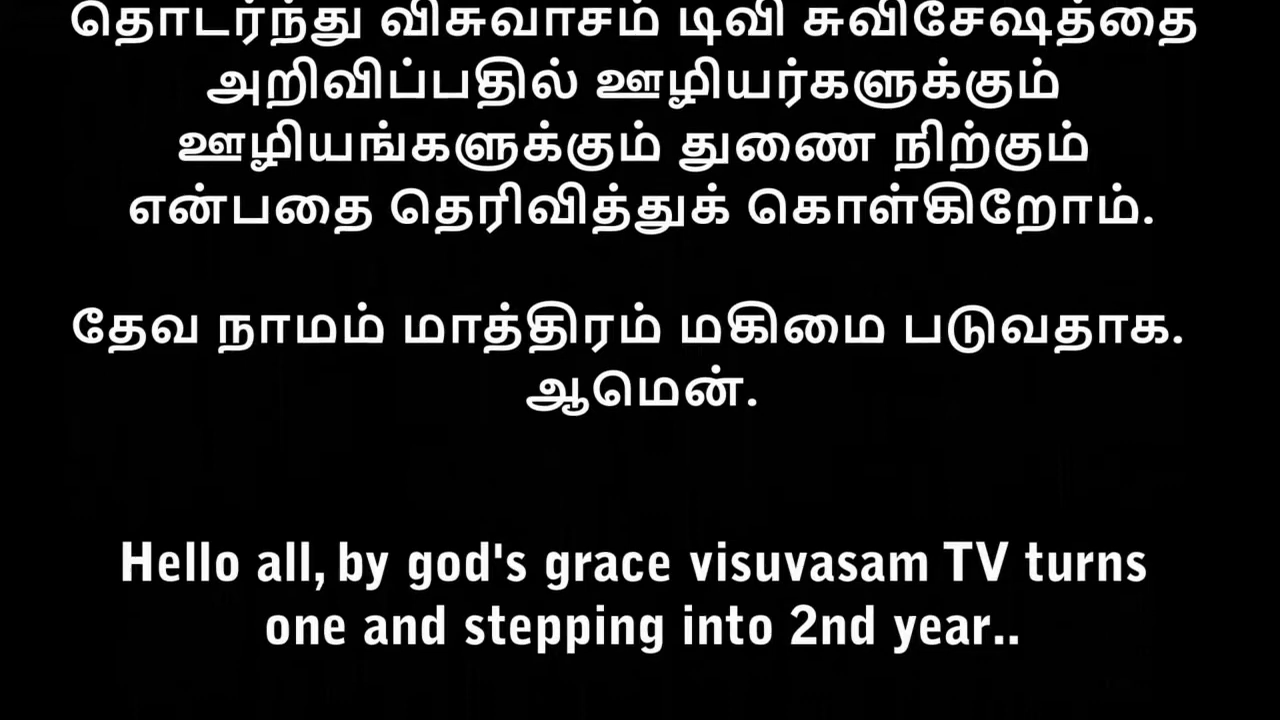 தொடர்ந்து விசுவாசம் டிவி சுவிசேஷத்தை
அறிவிப்பதில் ஊழியர்களுக்கும்
ஊழியங்களுக்கும் துணை நிற்கும்
என்பதை தெரிவித்துக் கொள்கிறோம்.
தேவ நாமம் மாத்திரம் மகிமை படுவதாக.
ஆமென்.
Hello all, by god's grace visuvasam TV turns
one and stepping into 2nd year..